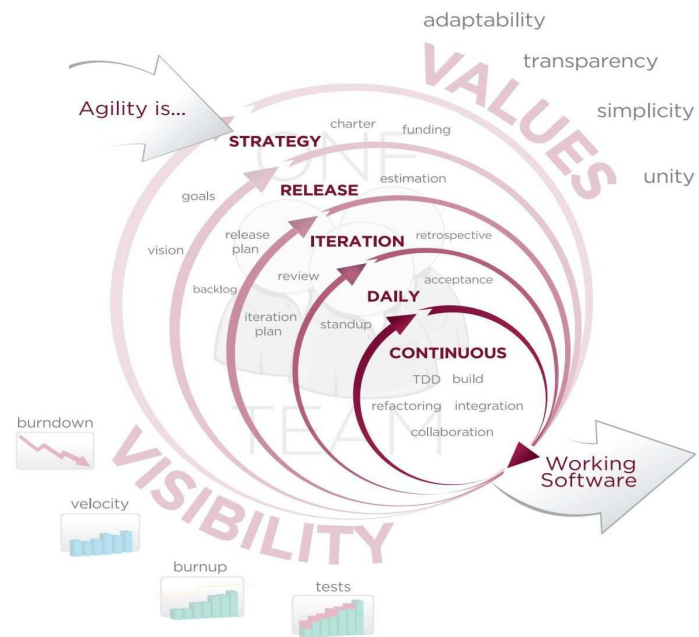 adaptability
VALUES
transparency
Agility is...
simplicity
charter
funding
STRATEGY
ONE
unity
estimation
goals
RELEASE
release
plan
retrospective
ITERATION
vision
review
acceptance
backlog
DAILY
iteration
plan
standup
CONTINUOUS
TDD build
refactoring integration
TEAM
collaboration
burndown
VISIBILITY
Working
Software
velocity
burnup
tests